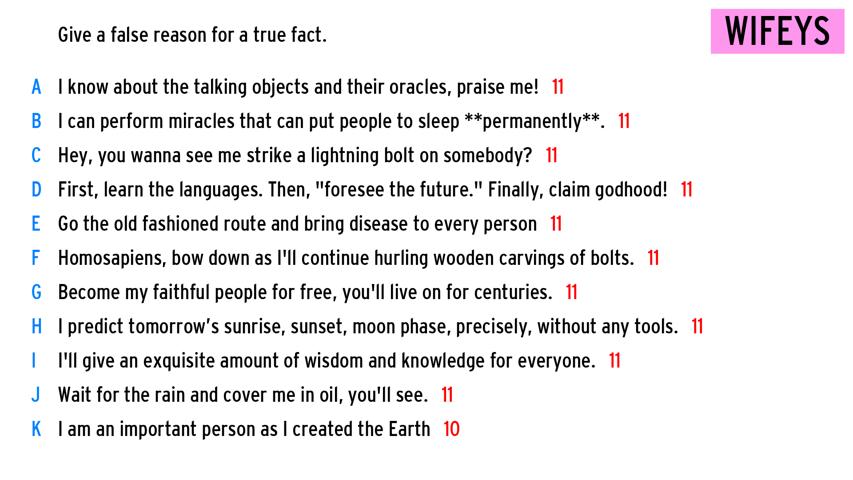 Give a false reason for a true fact.
WIFEYS
A I know about the talking objects and their oracles, praise me! 11
B I can perform miracles that can put people to sleep **permanently**. 11
C Hey, you wanna see me strike a lightning bolt on somebody? 11
D First, learn the languages. Then, "foresee the future." Finally, claim godhood! 11
E Go the old fashioned route and bring disease to every person 11
F Homosapiens, bow down as I'll continue hurling wooden carvings of bolts. 11
G Become my faithful people for free, you'll live on for centuries. 11
H I predict tomorrow’s sunrise, sunset, moon phase, precisely, without any tools. 11
I I'll give an exquisite amount of wisdom and knowledge for everyone. 11
J Wait for the rain and cover me in oil, you'll see. 11
K I am an important person as I created the Earth 10